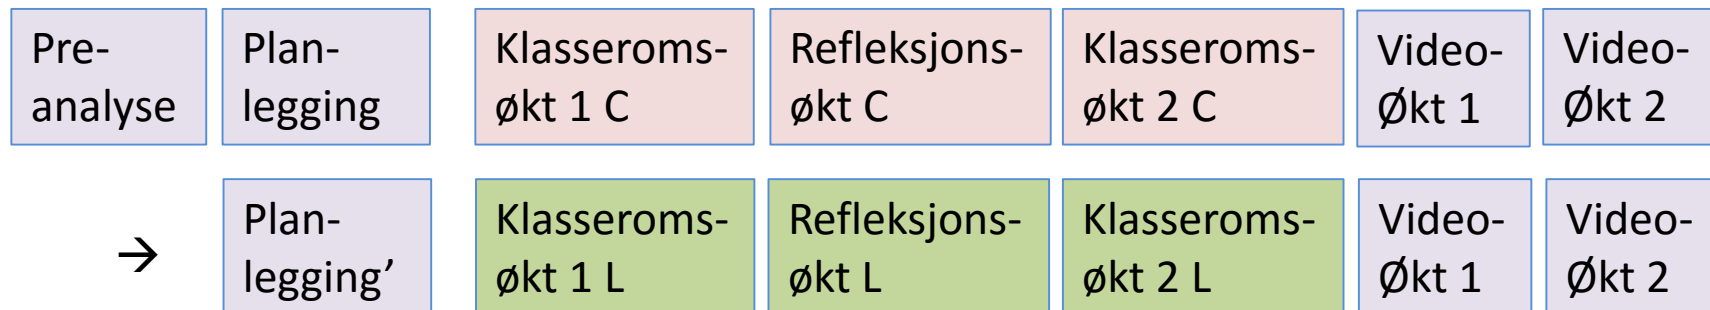 Pre-
analyse
Plan-
legging
Klasseroms-
økt 1 C
Refleksjons-
økt C
Klasseroms-
økt 2 C
Video-
Økt 1
Video-
Økt 2
→
Plan-
legging’
Klasseroms-
økt 1 L
Refleksjons-
økt L
Klasseroms-
økt 2 L
Video-
Økt 1
Video-
Økt 2